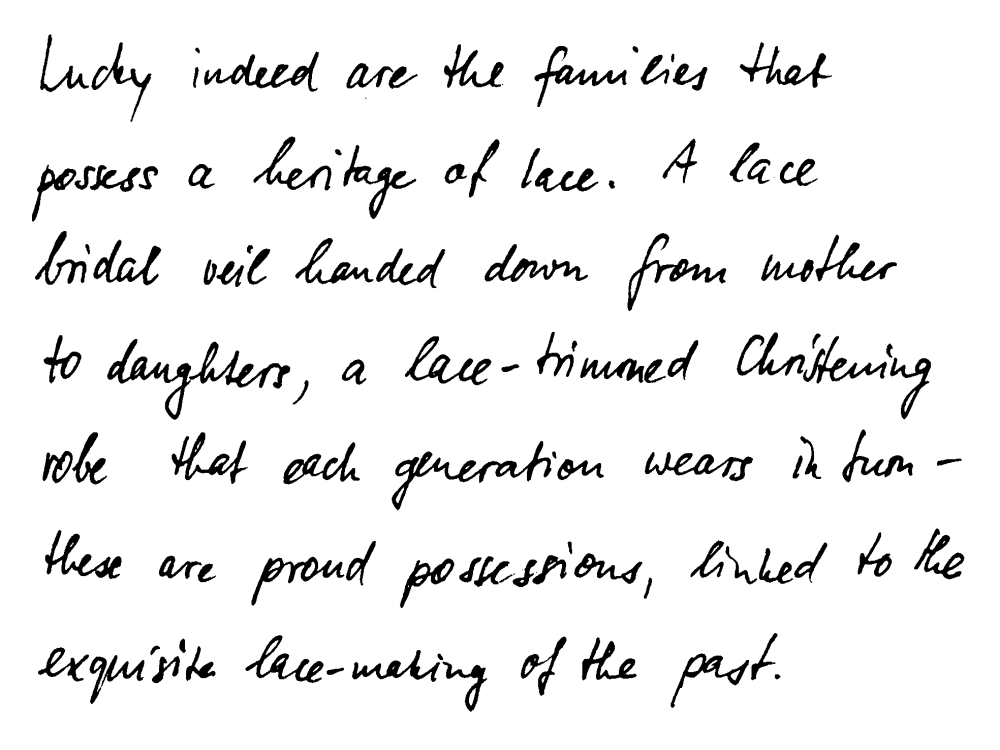 Lucky indeed are the families that
possess a heritage of lace. A lace
bridal veil handed down from mother
to daughters, a lace-trimmed Christening
robe that each generation wears in turn -
these are proud possessions, linked to the
exquisite lace-making of the past.